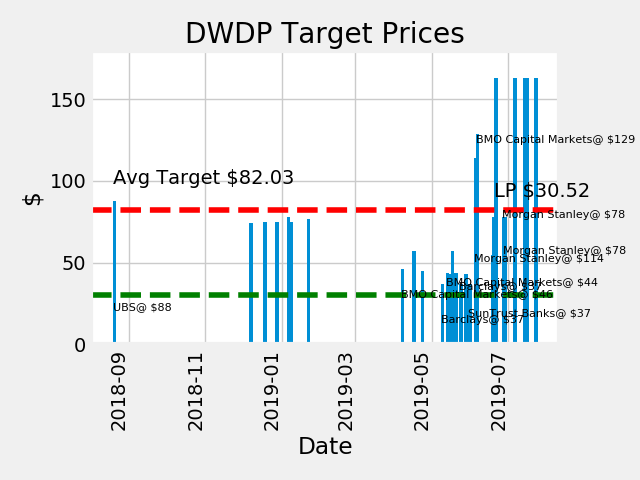 DWDP Target Prices
150
100
50
0
$
BMO Capital Markets@ $129
Avg Target $82.03
LP $30.52
Morgan Stanley@ $78
Morgan Stanley@ $78
Morgan Stanley@ $114
BMO Capital Markets@ $44
Barclays@ $37
BMO Capital Markets@ $46
UBS@ $88
SunTrust Banks@ $37
Barclays@ $37
2018-09
2018-11
2019-01
2019-03
2019-05
2019-07
Date